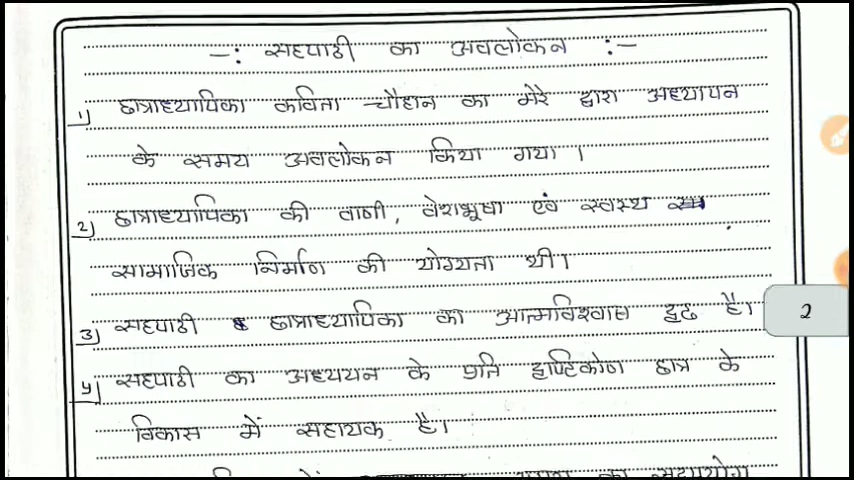 -: सहपाठी का अवलोकन :-
1) छात्राध्यापिका कविता चौहान का मेरे द्वारा अध्यापन
के समय अवलोकन किया गया।
2) छात्राध्यापिका की वाणी, वेशभूषा एवं स्वस्थ
सामाजिक निर्माण की योग्यता थी।
3) सहपाठी छात्राध्यापिका का आत्मविश्वास दृढ है।
2
4) सहपाठी का अध्ययन के प्रति दृष्टिकोण छात्र के
विकास में सहायक है।